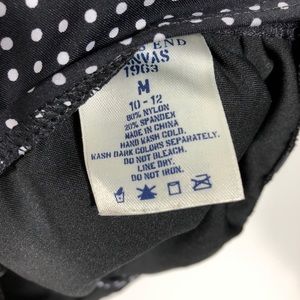 END
CANVAS
1963
M
10-12
80% NYLON
20% SPANDEX
MADE IN CHINA
HAND WASH COLD.
WASH DARK COLORS SEPARATELY.
DO NOT BLEACH.
LINE DRY.
DO NOT IRON.